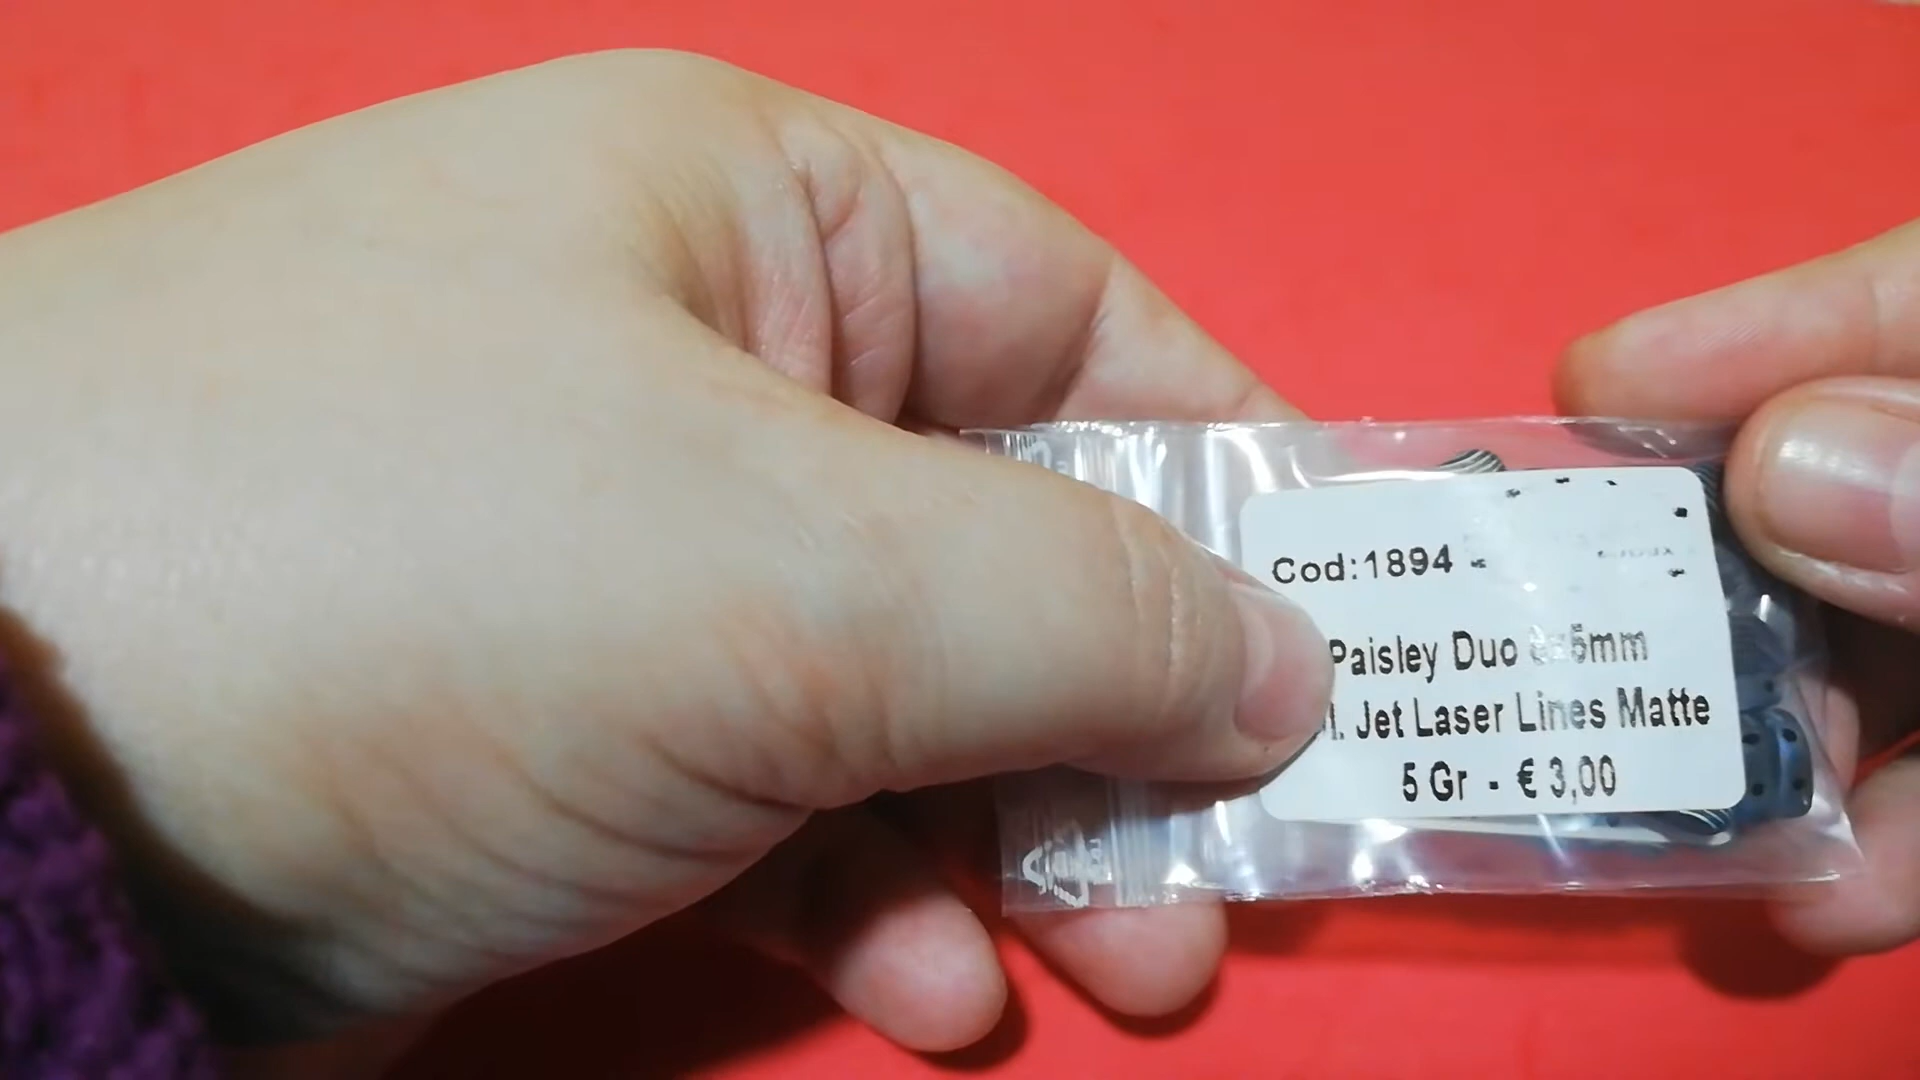 Cod:1894 -
Paisley Duo
Jet Laser Lines Matte
5 Gr - € 3,00